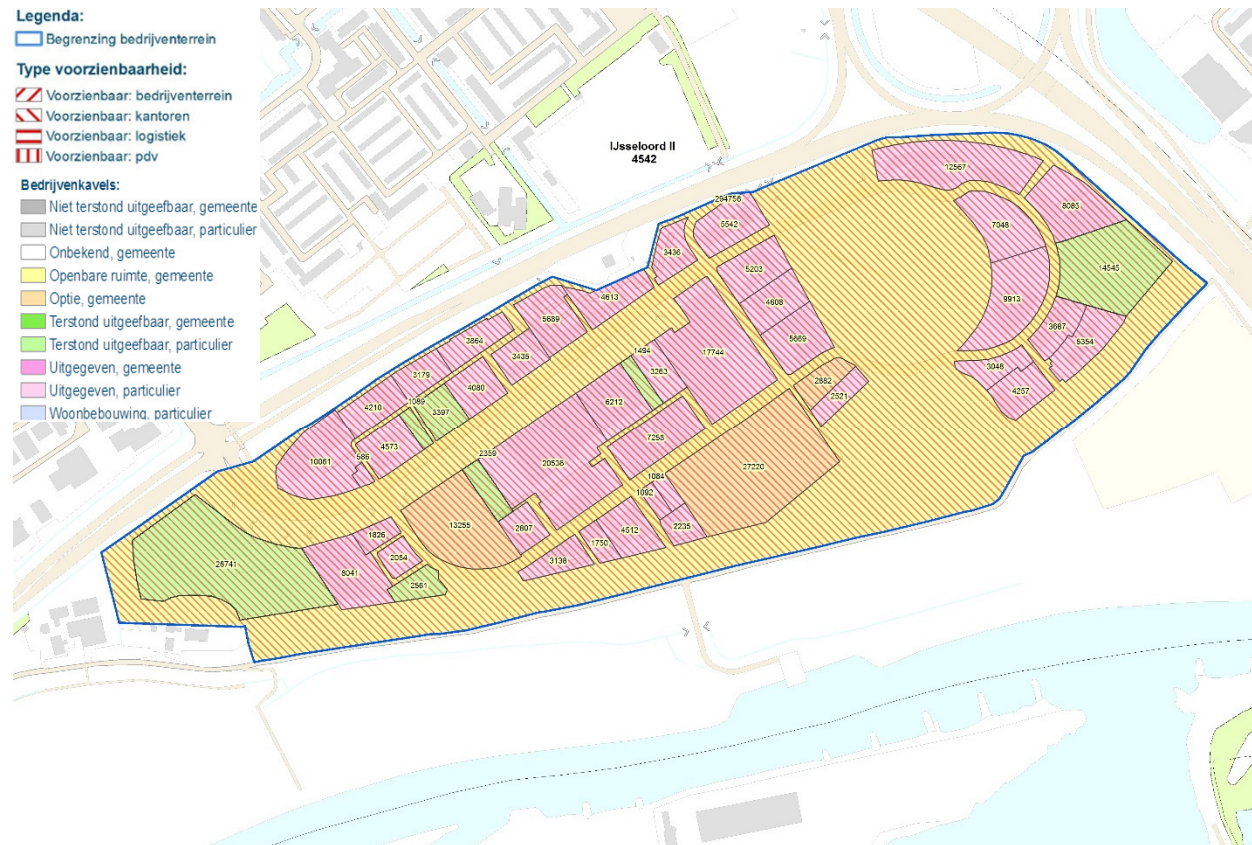 Legenda:
Begrenzing bedrijventerrein
Type voorzienbaarheid:
Voorzienbaar: bedrijventerrein
Voorzienbaar: kantoren
Voorzienbaar: logistiek
Voorzienbaar: pdv
Bedrijvenkavels:
Niet terstond uitgeefbaar, gemeente
Niet terstond uitgeefbaar, particulier
Onbekend, gemeente
Openbare ruimte, gemeente
Optie, gemeente
Terstond uitgeefbaar, gemeente
Terstond uitgeefbaar, particulier
Uitgegeven, gemeente
Uitgegeven, particulier
Woonbebouwing, particulier
IJsseloord II
4542
12567
294756
8085
5542
7048
3436
5203
14545
4613
4608
9913
5689
17744
5669
3687
3864
3435
1494
5354
3263
3046
3179
4080
2882
4257
4210
1089
3397
6212
2521
10061
586
4573
7258
2359
20536
27220
1084
1092
13255
2807
4512
2235
1826
1750
2054
3138
28741
8041
2561